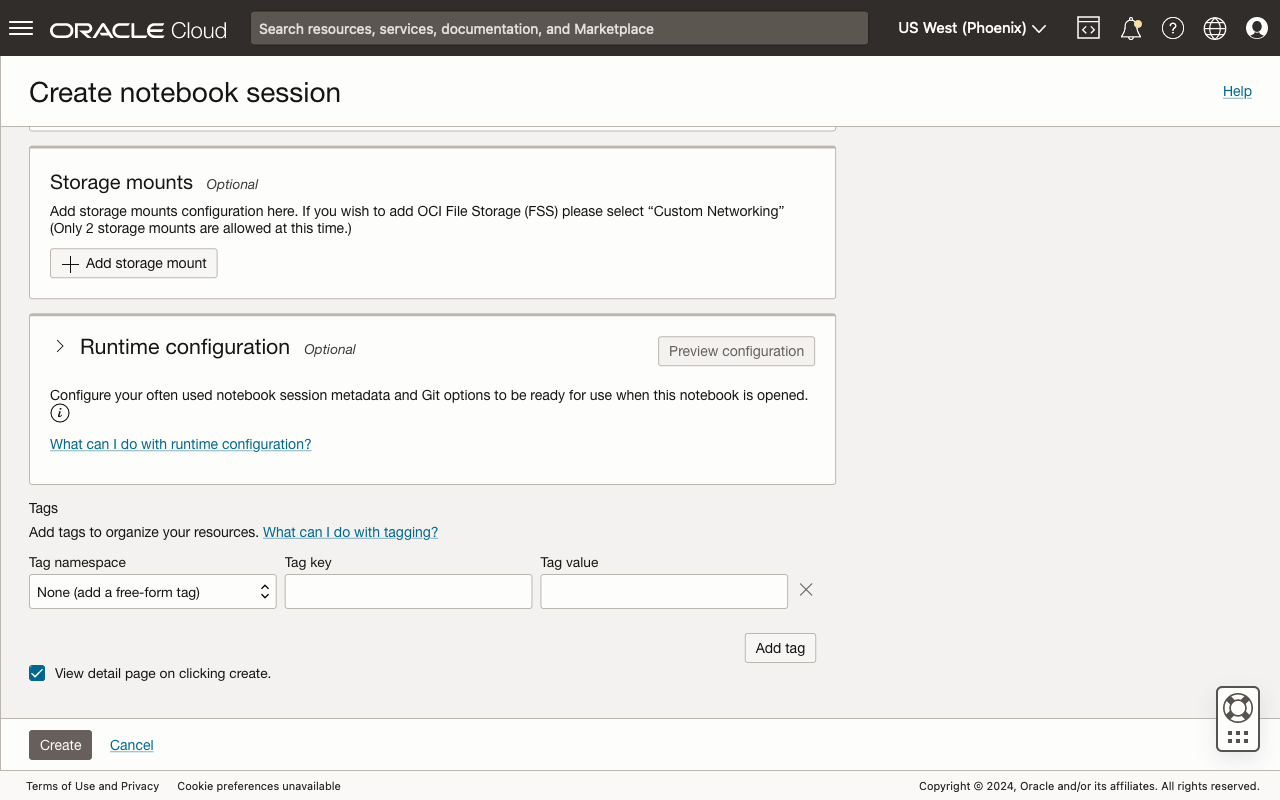 ORACLE Cloud
Search resources, services, documentation, and Marketplace
US West (Phoenix)
Create notebook session
Help
Storage mounts Optional
Add storage mounts configuration here. If you wish to add OCI File Storage (FSS) please select “Custom Networking”
(Only 2 storage mounts are allowed at this time.)
Add storage mount
Runtime configuration Optional
Preview configuration
Configure your often used notebook session metadata and Git options to be ready for use when this notebook is opened.
What can I do with runtime configuration?
Tags
Add tags to organize your resources. What can I do with tagging?
Tag namespace Tag key Tag value
None (add a free-form tag)
Add tag
View detail page on clicking create.
Create Cancel
Terms of Use and Privacy Cookie preferences unavailable Copyright © 2024, Oracle and/or its affiliates. All rights reserved.